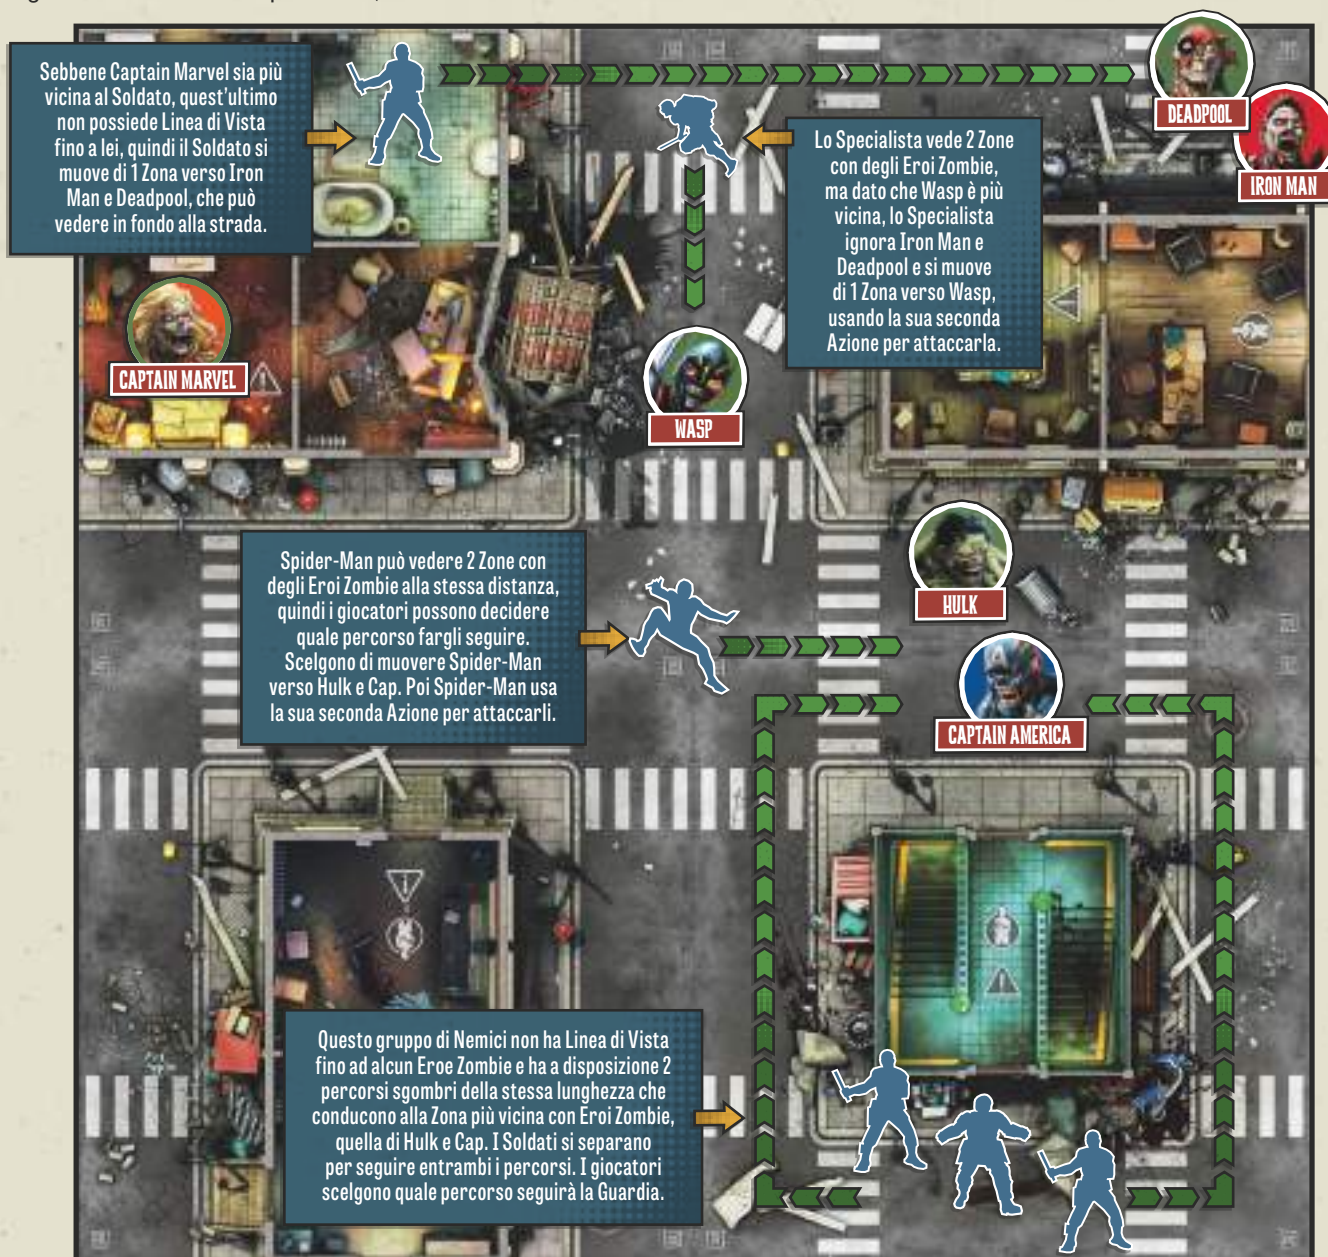 Sebbene Captain Marvel sia più
vicina al Soldato, quest'ultimo
non possiede Linea di Vista
fino a lei, quindi il Soldato si
muove di 1 Zona verso Iron
Man e Deadpool, che può
vedere in fondo alla strada.
DEADPOOL
IRON MAN
Lo Specialista vede 2 Zone
con degli Eroi Zombie,
ma dato che Wasp è più
vicina, lo Specialista
ignora Iron Man e
Deadpool e si muove
di 1 Zona verso Wasp,
usando la sua seconda
Azione per attaccarla.
CAPTAIN MARVEL
WASP
Spider-Man può vedere 2 Zone con
degli Eroi Zombie alla stessa distanza,
quindi i giocatori possono decidere
quale percorso fargli seguire.
Scelgono di muovere Spider-Man
verso Hulk e Cap. Poi Spider-Man usa
la sua seconda Azione per attaccarli.
HULK
CAPTAIN AMERICA
Questo gruppo di Nemici non ha Linea di Vista
fino ad alcun Eroe Zombie e ha a disposizione 2
percorsi sgombri della stessa lunghezza che
conducono alla Zona più vicina con Eroi Zombie,
quella di Hulk e Cap. I Soldati si separano
per seguire entrambi i percorsi. I giocatori
scelgono quale percorso seguirà la Guardia.